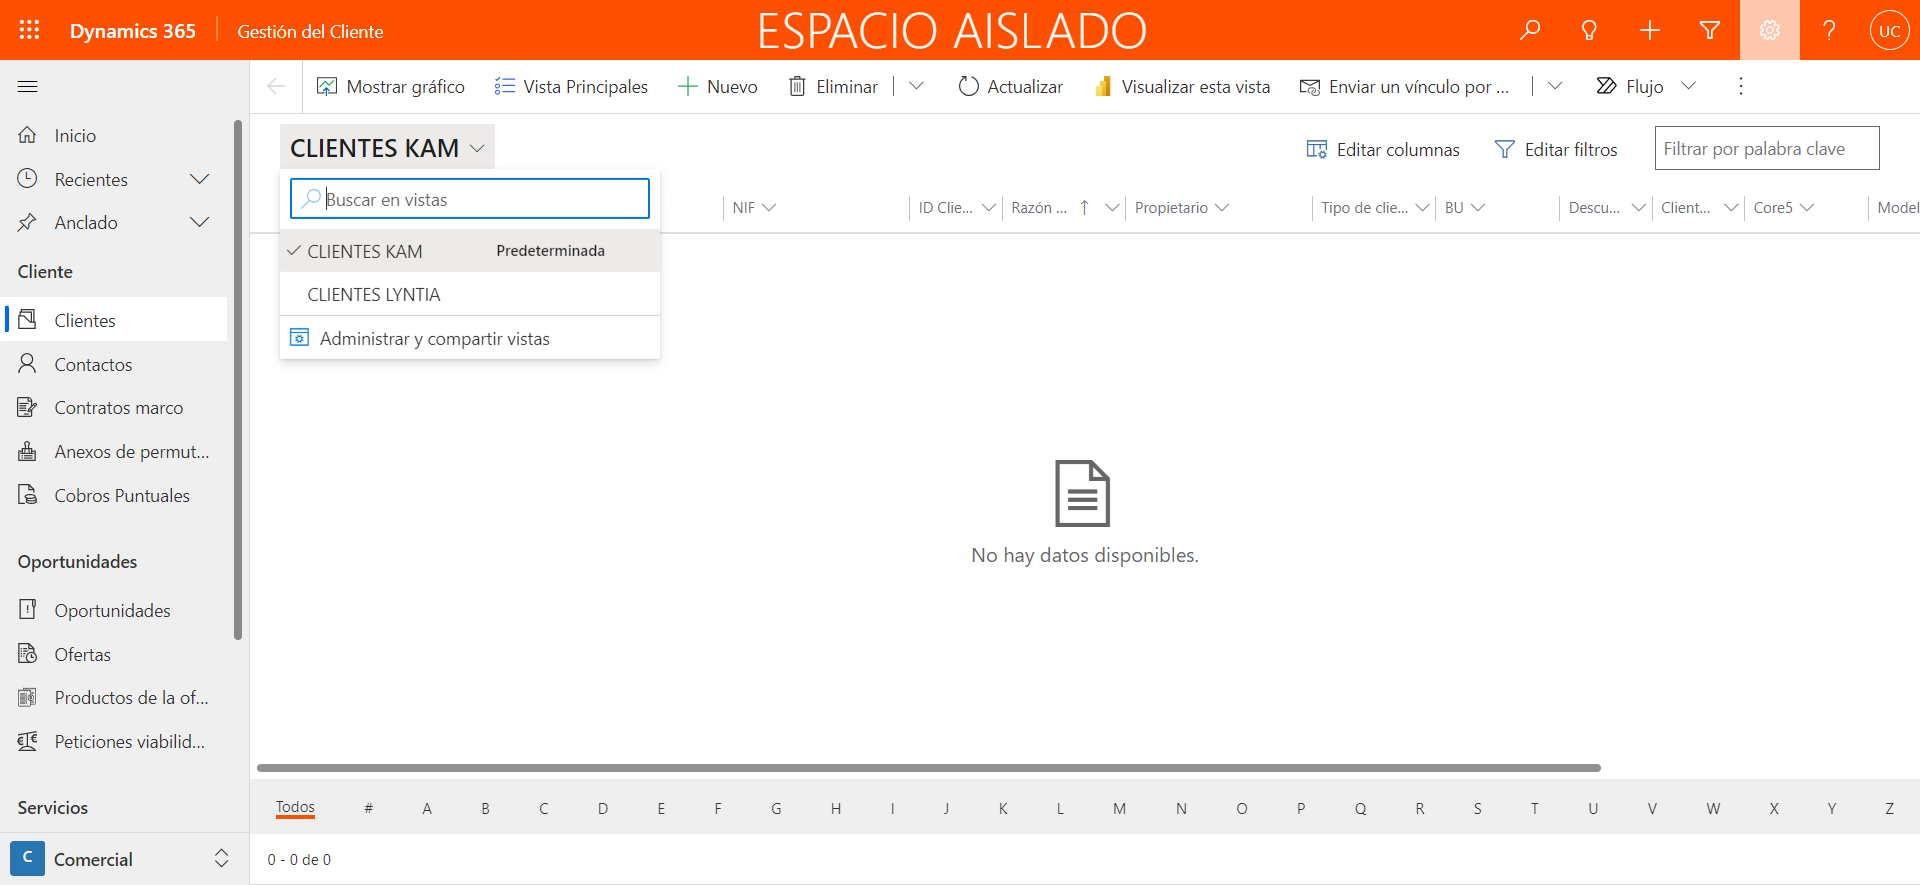 Dynamics 365
Gestión del Cliente
ESPACIO AISLADO
UC
Mostrar gráfico
Vista Principales
Nuevo
Eliminar
Actualizar
Visualizar esta vista
Enviar un vínculo por ...
Flujo
Inicio
Recientes
Anclado
Cliente
Clientes
Contactos
Contratos marco
Anexos de permut...
Cobros Puntuales
Oportunidades
Oportunidades
Ofertas
Productos de la of...
Peticiones viabilid...
Servicios
C Comercial
CLIENTES KAM
Editar columnas
Editar filtros
Filtrar por palabra clave
Buscar en vistas
CLIENTES KAM Predeterminada
CLIENTES LYNTIA
Administrar y compartir vistas
NIF
ID Clie...
Razón ...
Propietario
Tipo de clie...
BU
Descu...
Client...
Core5
Model
No hay datos disponibles.
Todos # A B C D E F G H I J K L M N O P Q R S T U V W X Y Z
0 - 0 de 0